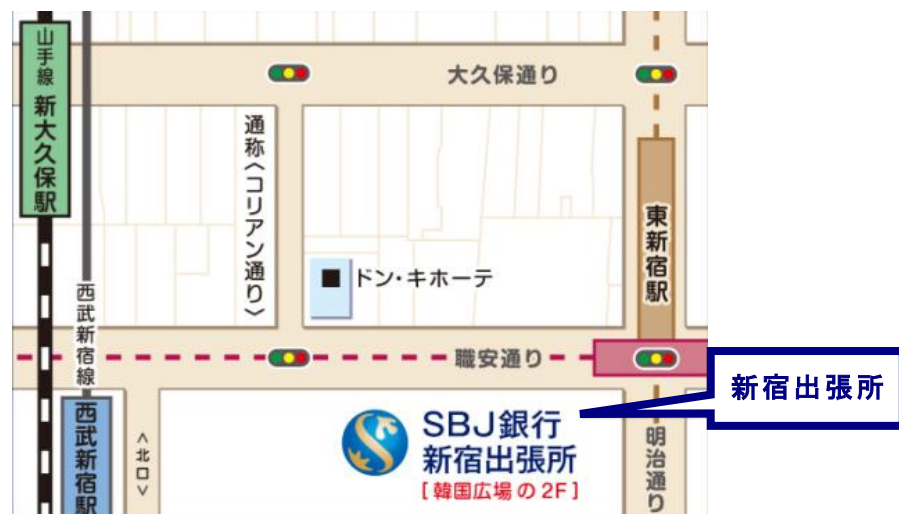 山手線 新大久保駅
大久保通り
通称<コリアン通り>
東新宿駅
ドン・キホーテ
西武新宿線
職安通り
新宿出張所
西武新宿駅
<北口>
SBJ銀行
新宿出張所
[韓国広場の2F]
明治通り